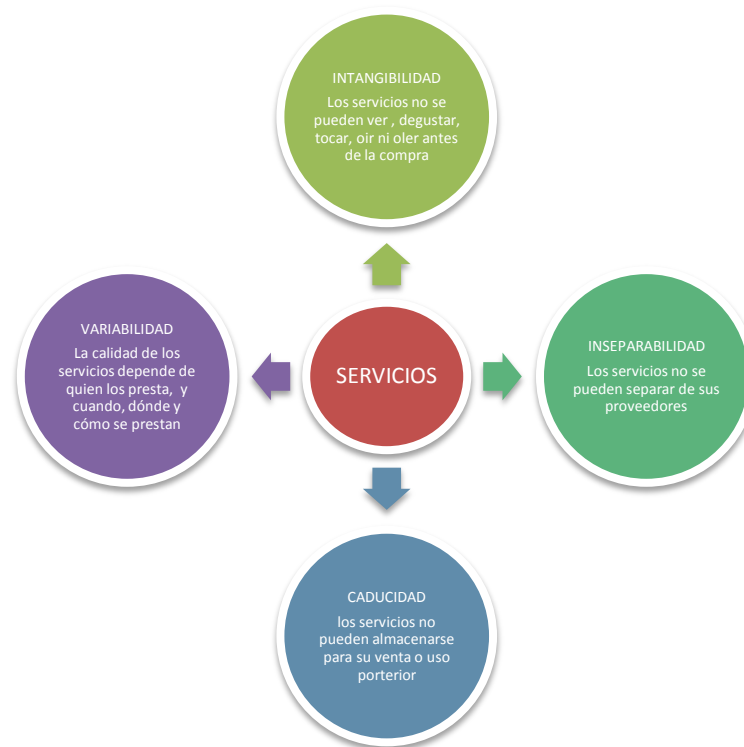 INTANGIBILIDAD
Los servicios no se
pueden ver , degustar,
tocar, oir ni oler antes
de la compra
VARIABILIDAD
La calidad de los
servicios depende de
quien los presta,  y
cuando, dónde y
cómo se prestan
SERVICIOS
INSEPARABILIDAD
Los servicios no se
pueden separar de sus
proveedores
CADUCIDAD
los servicios no
pueden almacenarse
para su venta o uso
porterior